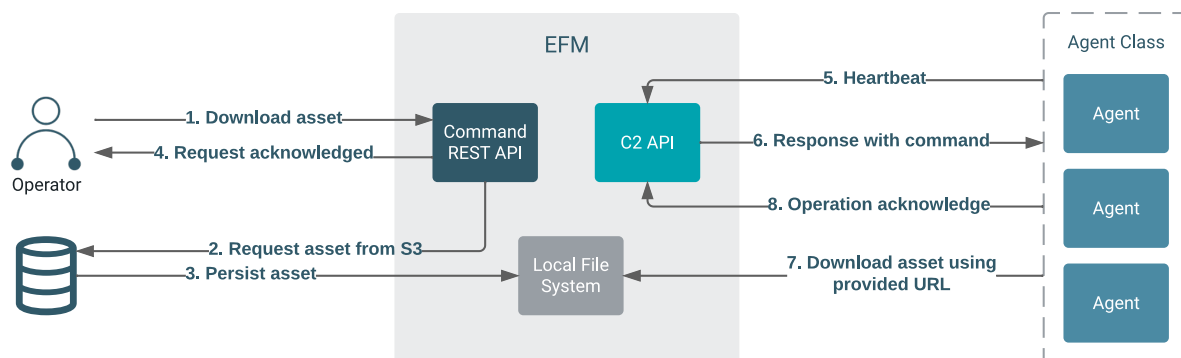 EFM
Agent Class
5. Heartbeat
1. Download asset
Command
REST API
C2 API
Agent
4. Request acknowledged
6. Response with command
Operator
8. Operation acknowledge
Agent
2. Request asset from S3
3. Persist asset
Local File
System
7. Download asset using
provided URL
Agent